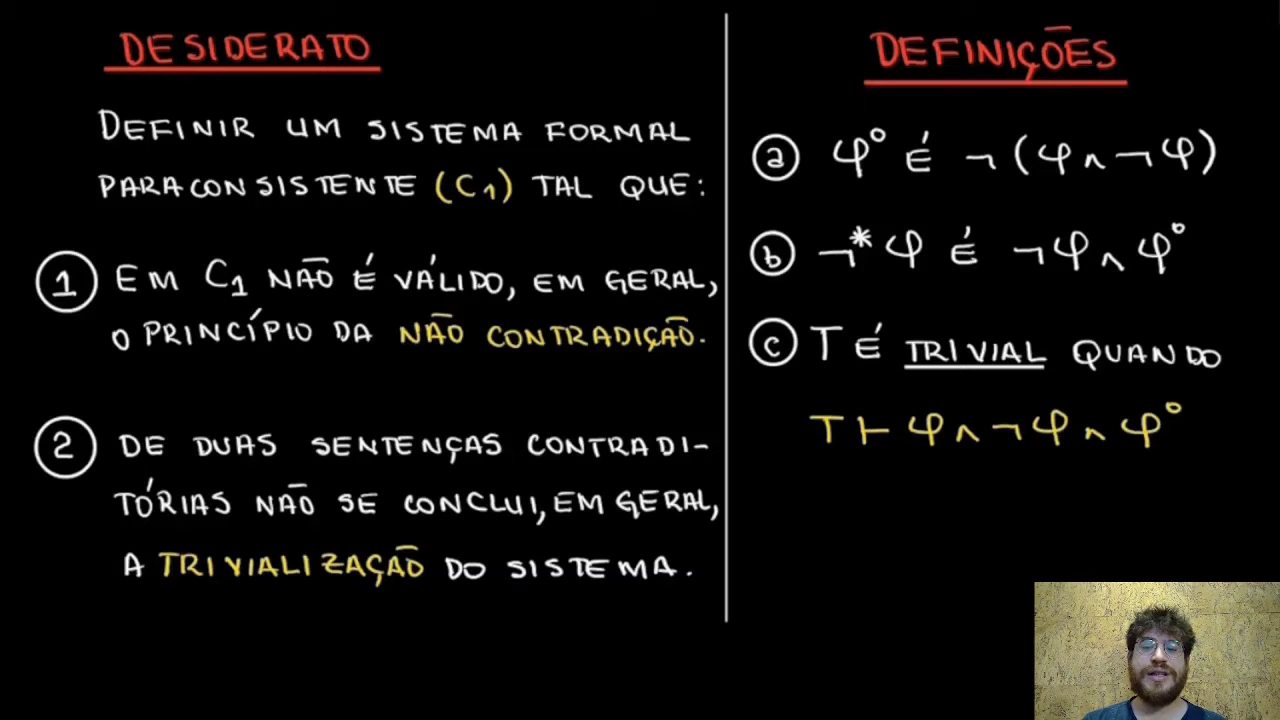 DESIDERATO
DEFINIR UM SISTEMA FORMAL
PARACONSISTENTE (C₁) TAL QUE:
① EM C₁ NÃO É VÁLIDO, EM GERAL,
O PRINCÍPIO DA NÃO CONTRADIÇÃO.
② DE DUAS SENTENÇAS CONTRADI-
TÓRIAS NÃO SE CONCLUI, EM GERAL,
A TRIVIALIZAÇÃO DO SISTEMA.
DEFINIÇÕES
ⓐ φ° É ¬(φ ∧ ¬φ)
ⓑ ¬*φ É ¬φ ∧ φ°
ⓒ T É TRIVIAL QUANDO
T ⊢ φ ∧ ¬φ ∧ φ°